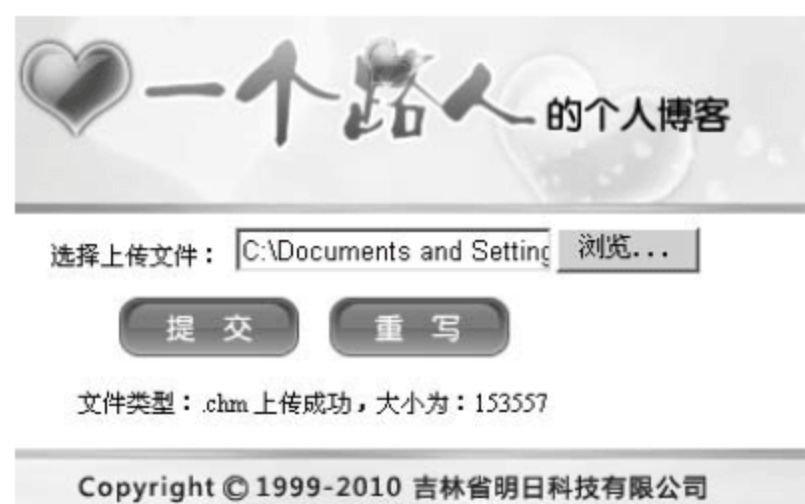 一个路人的个人博客
选择上传文件： C:\Documents and Setting 浏览...
提 交 重 写
文件类型：.chm 上传成功，大小为：153557
Copyright © 1999-2010 吉林省明日科技有限公司